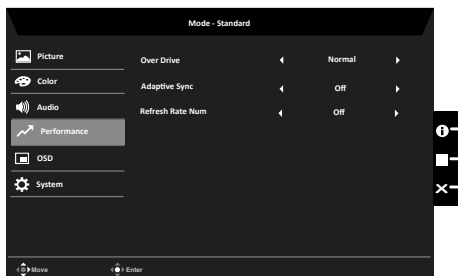 Mode - Standard
Picture
Over Drive Normal
Color
Adaptive Sync Off
Audio
Refresh Rate Num Off
Performance
OSD
System
Move Enter